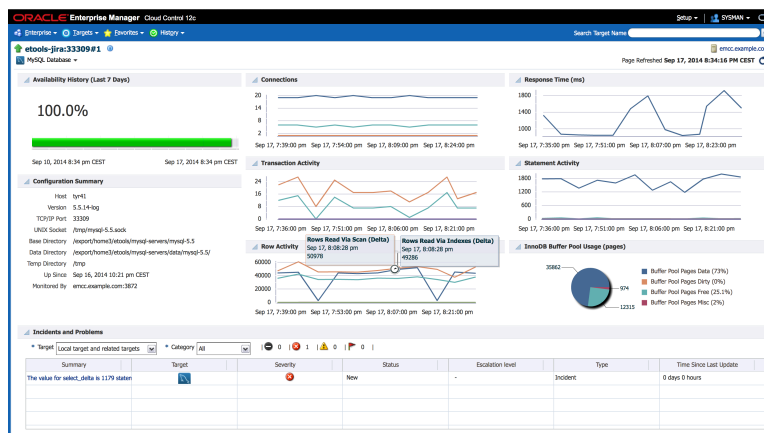 ORACLE Enterprise Manager Cloud Control 12c
Setup
SYSMAN
Enterprise Targets Favorites History
Search Target Name
etools-jira:33309#1
emcc.example.co
MySQL Database
Page Refreshed Sep 17, 2014 8:34:16 PM CEST
Availability History (Last 7 Days)
100.0%
Sep 10, 2014 8:34 pm CEST
Sep 17, 2014 8:34 pm CEST
Configuration Summary
Host tyr41
Version 5.5.14-log
TCP/IP Port 33309
UNIX Socket /tmp/mysql-5.5.sock
Base Directory /export/home3/etools/mysql-servers/mysql-5.5
Data Directory /export/home3/etools/mysql-servers/data/mysql-5.5/
Temp Directory /tmp
Up Since Sep 16, 2014 10:21 pm CEST
Monitored By emcc.example.com:3872
Connections
20
14
8
2
Sep 17, 7:39:00 pm Sep 17, 7:54:00 pm Sep 17, 8:09:00 pm Sep 17, 8:24:00 pm
Transaction Activity
24
16
8
0
Sep 17, 7:36:00 pm Sep 17, 7:51:00 pm Sep 17, 8:06:00 pm Sep 17, 8:21:00 pm
Row Activity
Rows Read Via Scan (Delta)
Sep 17, 8:08:28 pm
50978
Rows Read Via Indexes (Delta)
Sep 17, 8:08:28 pm
49286
60000
40000
20000
0
Sep 17, 7:39:00 pm Sep 17, 7:53:00 pm Sep 17, 8:07:00 pm Sep 17, 8:21:00 pm
Response Time (ms)
1800
1400
1000
Sep 17, 7:35:00 pm Sep 17, 7:51:00 pm Sep 17, 8:07:00 pm Sep 17, 8:23:00 pm
Statement Activity
1800
1200
600
0
Sep 17, 7:36:00 pm Sep 17, 7:51:00 pm Sep 17, 8:06:00 pm Sep 17, 8:21:00 pm
InnoDB Buffer Pool Usage (pages)
35862
974
12315
Buffer Pool Pages Data (73%)
Buffer Pool Pages Dirty (0%)
Buffer Pool Pages Free (25.1%)
Buffer Pool Pages Misc (2%)
Incidents and Problems
* Target Local target and related targets * Category All | 0 | 1 | 0 | 0 |
Summary Target Severity Status Escalation level Type Time Since Last Update
The value for select_delta is 1179 statem New - Incident 0 days 0 hours